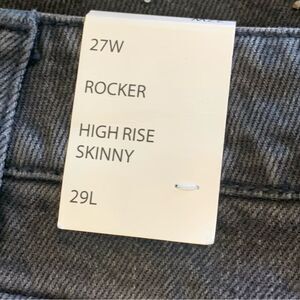 27W
ROCKER
HIGH RISE
SKINNY
29L